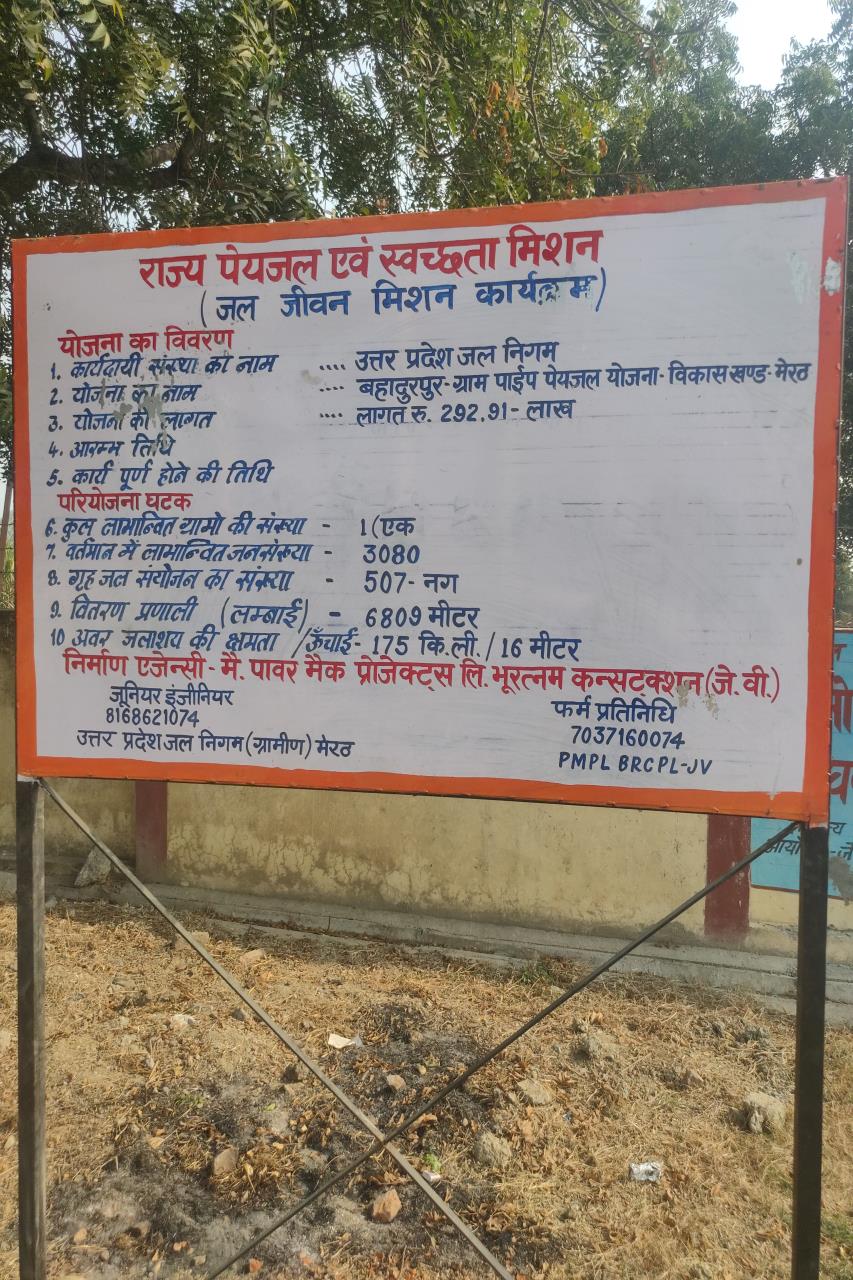 राज्य पेयजल एवं स्वच्छता मिशन
(जल जीवन मिशन कार्यक्रम)
योजना का विवरण
1. कार्यदायी संस्था का नाम .... उत्तर प्रदेश जल निगम
2. योजना का नाम .... बहादुरपुर-ग्राम पाईप पेयजल योजना- विकास खण्ड- मेरठ
3. योजना की लागत .... लागत रु. 292.91- लाख
4. आरम्भ तिथि
5. कार्य पूर्ण होने की तिथि
परियोजना घटक
6. कुल लाभान्वित ग्रामो की संख्या - 1(एक
7. वर्तमान में लाभान्वित जनसंख्या - 3080
8. गृह जल संयोजन का संख्या - 507- नग
9. वितरण प्रणाली (लम्बाई) - 6809 मीटर
10 अवर जलाशय की क्षमता /ऊँचाई- 175 कि.ली. / 16 मीटर
निर्माण एजेन्सी - मै. पावर मैक प्रोजेक्ट्स लि. भूरत्नम कन्सट्क्शन (जे. वी.)
जूनियर इंजीनियर
8168621074
उत्तर प्रदेश जल निगम (ग्रामीण) मेरठ
फर्म प्रतिनिधि
7037160074
PMPL BRCPL-JV